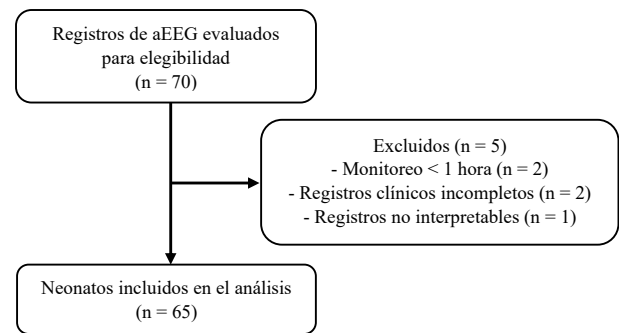 Registros de aEEG evaluados
para elegibilidad
(n = 70)
Excluidos (n = 5)
- Monitoreo < 1 hora (n = 2)
- Registros clínicos incompletos (n = 2)
- Registros no interpretables (n = 1)
Neonatos incluidos en el análisis
(n = 65)